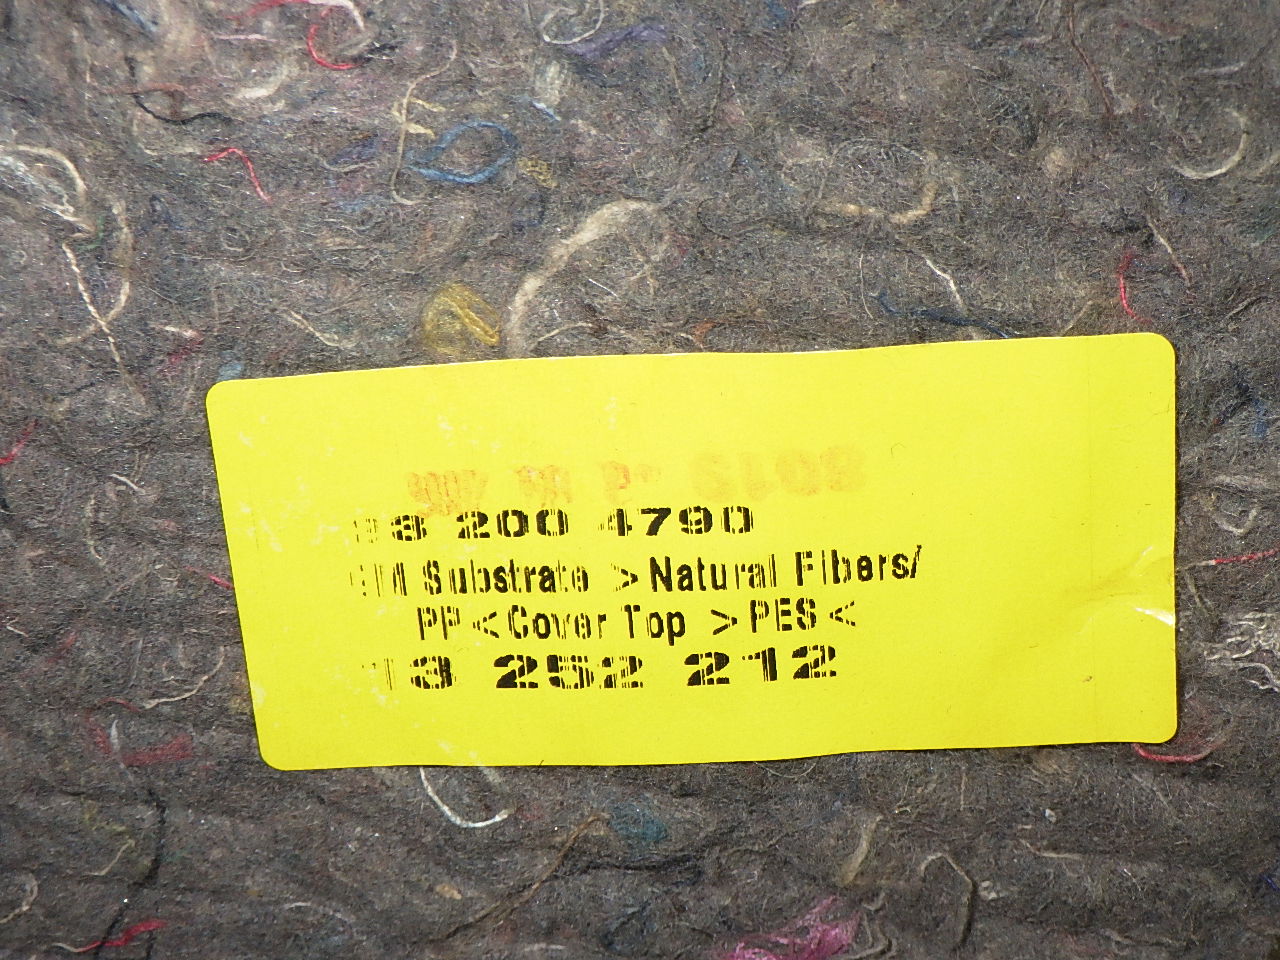 200 4790
Substrate >Natural Fibers/
PP <Cover Top >PES<
252 212